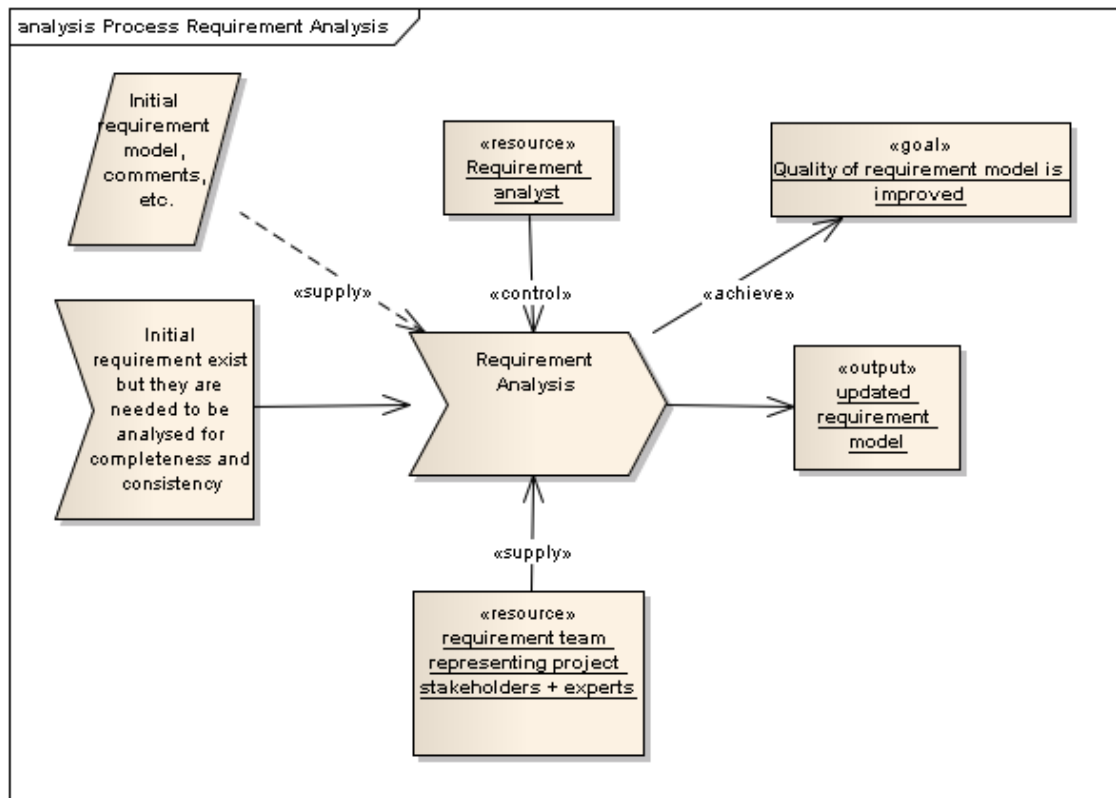 analysis Process Requirement Analysis
Initial
requirement
model,
comments,
etc.
«resource»
Requirement
analyst
«goal»
Quality of requirement model is
improved
«supply»
«control»
«achieve»
Initial
requirement exist
but they are
needed to be
analysed for
completeness and
consistency
Requirement
Analysis
«output»
updated
requirement
model
«supply»
«resource»
requirement team
representing project
stakeholders + experts